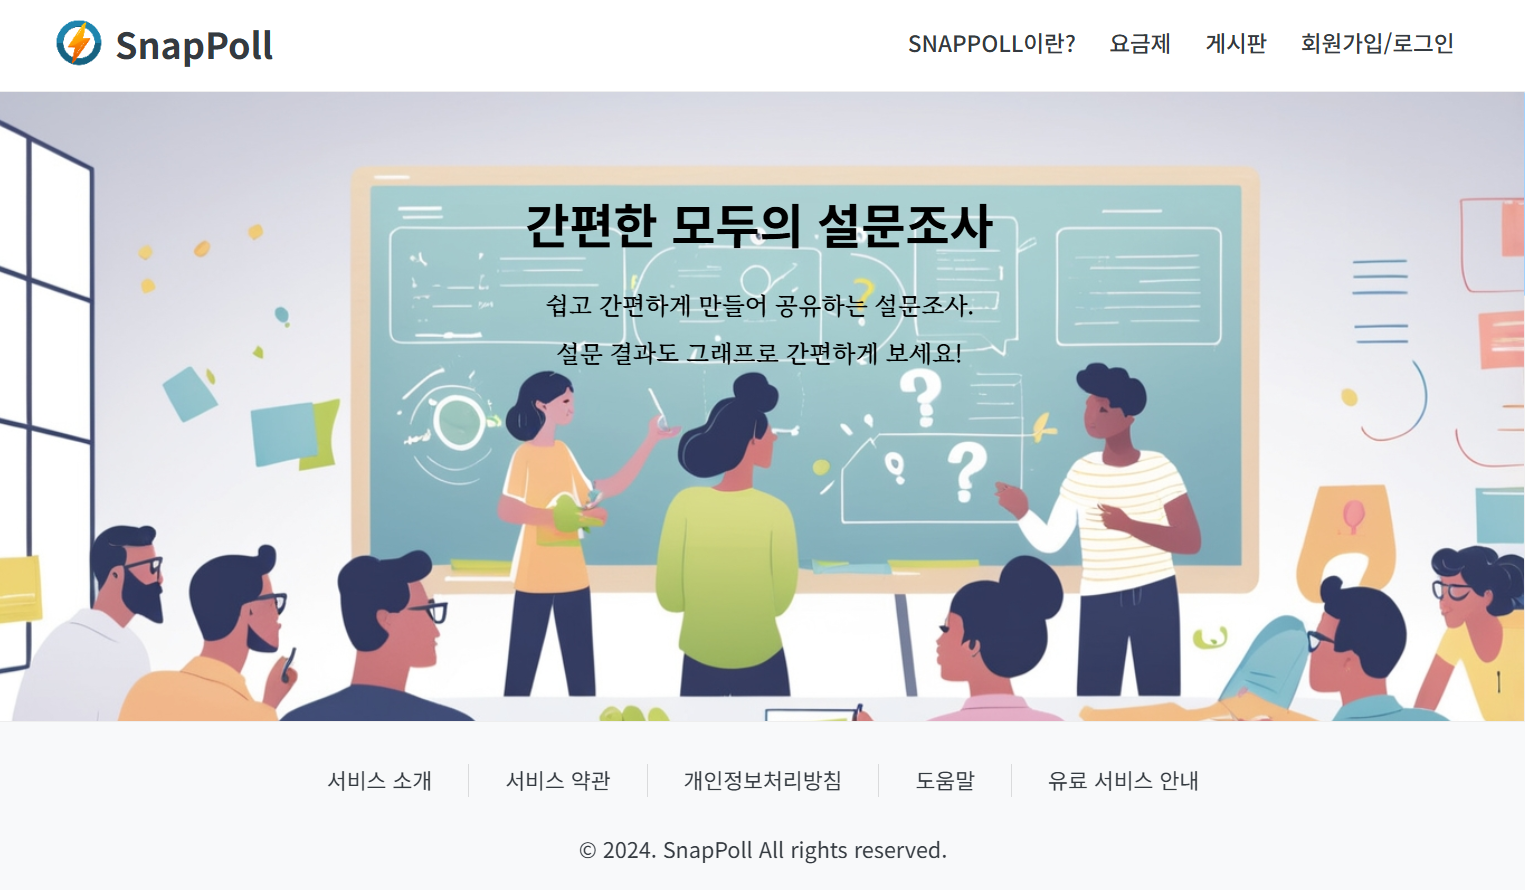 SnapPoll
SNAPPOLL이란? 요금제 게시판 회원가입/로그인
간편한 모두의 설문조사
쉽고 간편하게 만들어 공유하는 설문조사.
설문 결과도 그래프로 간편하게 보세요!
? ? ?
서비스 소개 서비스 약관 개인정보처리방침 도움말 유료 서비스 안내
© 2024. SnapPoll All rights reserved.